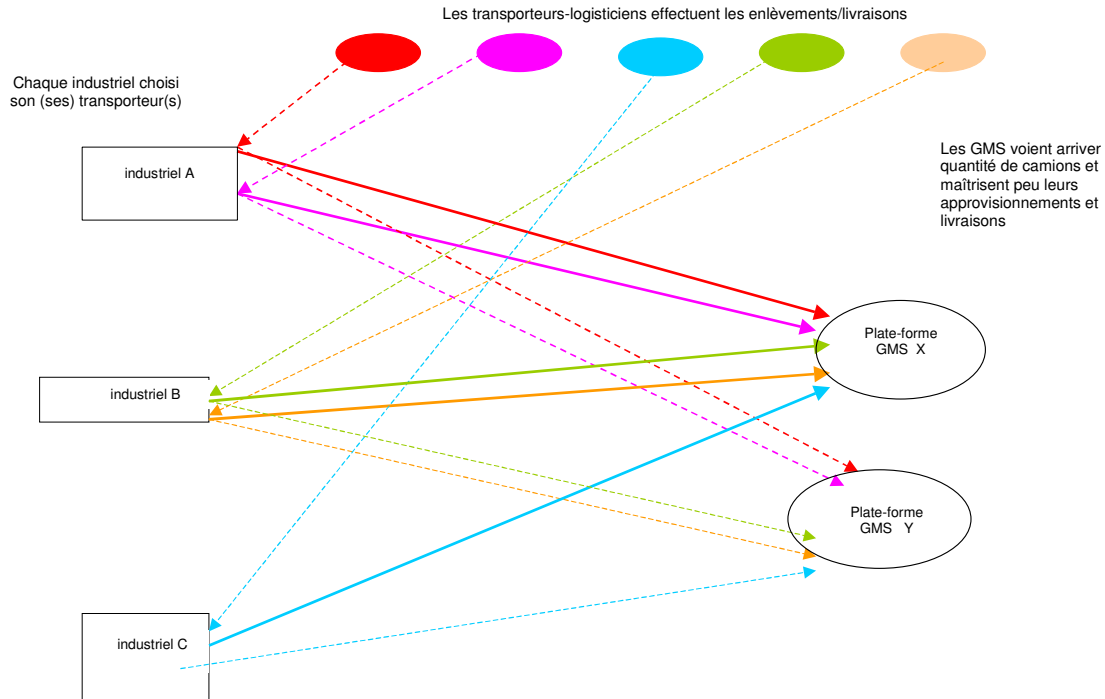 Les transporteurs-logisticiens effectuent les enlèvements/livraisons
Chaque industriel choisi
son (ses) transporteur(s)
industriel A
Les GMS voient arriver
quantité de camions et
maîtrisent peu leurs
approvisionnements et
livraisons
Plate-forme
GMS X
industriel B
Plate-forme
GMS Y
industriel C